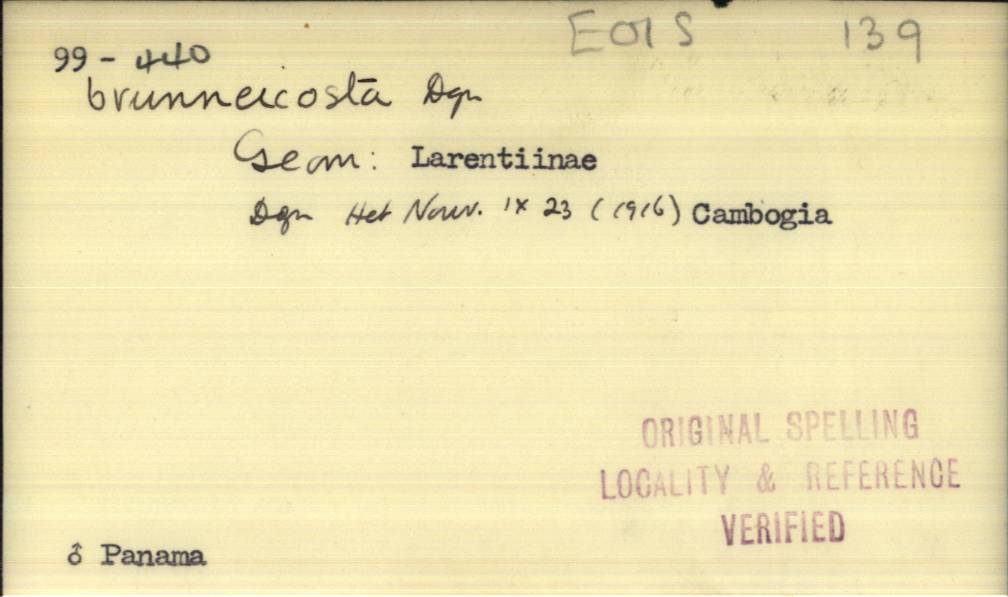 EOIS 139
99 - 440
brunneicosta Dgn
Geom: Larentiinae
Dgn Het Nouv. IX 23 (1916) Cambogia
ORIGINAL SPELLING
LOCALITY & REFERENCE
VERIFIED
♂ Panama